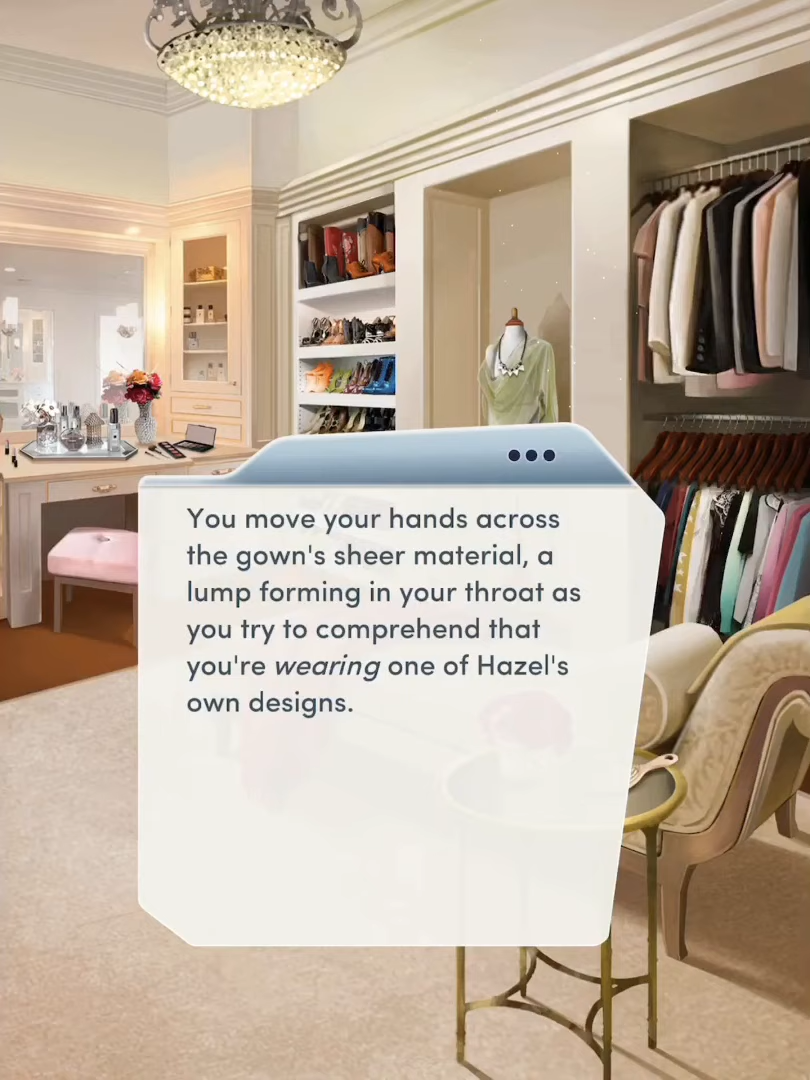 You move your hands across
the gown's sheer material, a
lump forming in your throat as
you try to comprehend that
you're wearing one of Hazel's
own designs.